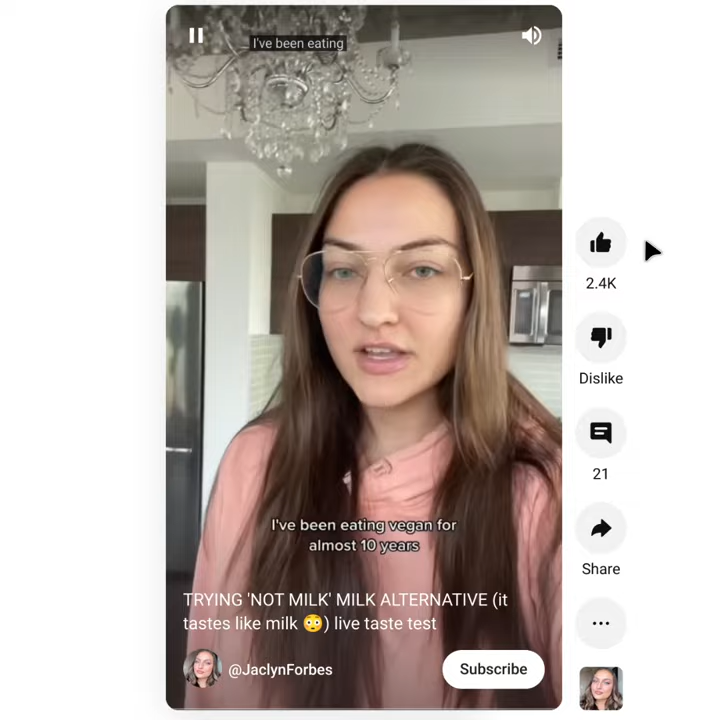 I've been eating
2.4K
Dislike
21
I've been eating vegan for
almost 10 years
Share
TRYING 'NOT MILK' MILK ALTERNATIVE (it
tastes like milk 😳) live taste test
@JaclynForbes
Subscribe